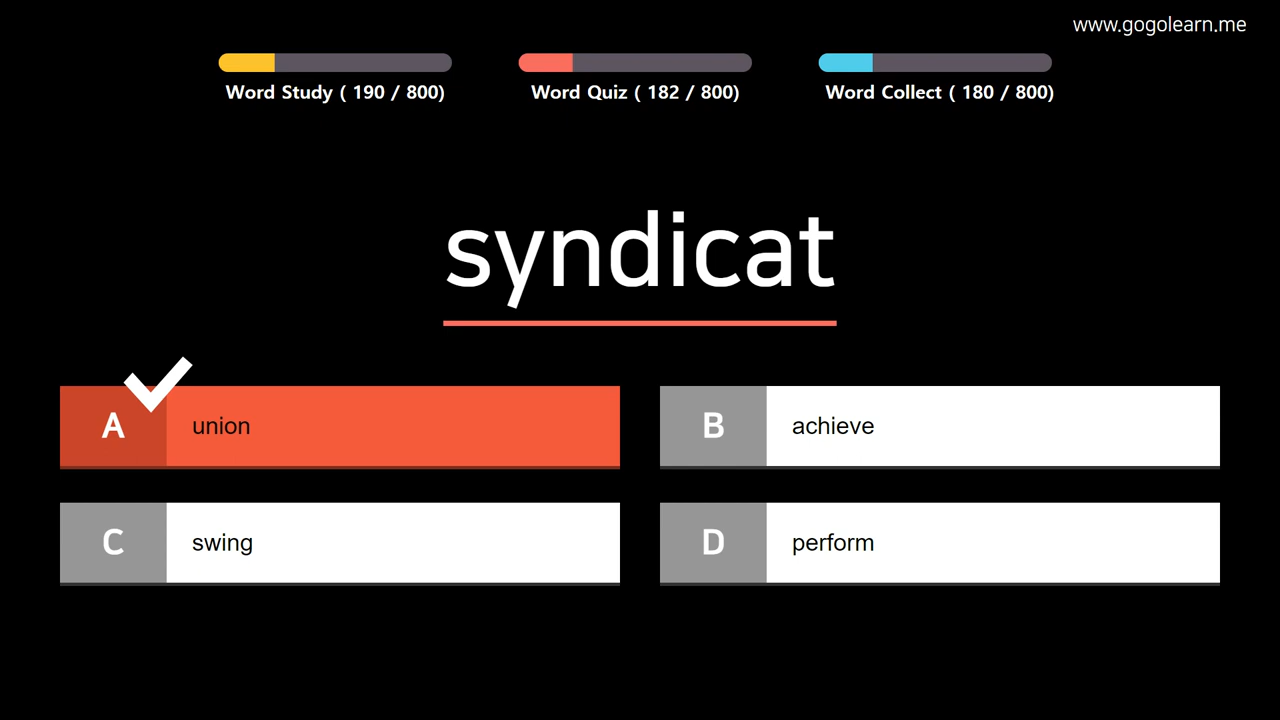 www.gogolearn.me
Word Study ( 190 / 800)
Word Quiz ( 182 / 800)
Word Collect ( 180 / 800)
syndicat
A union
B achieve
C swing
D perform